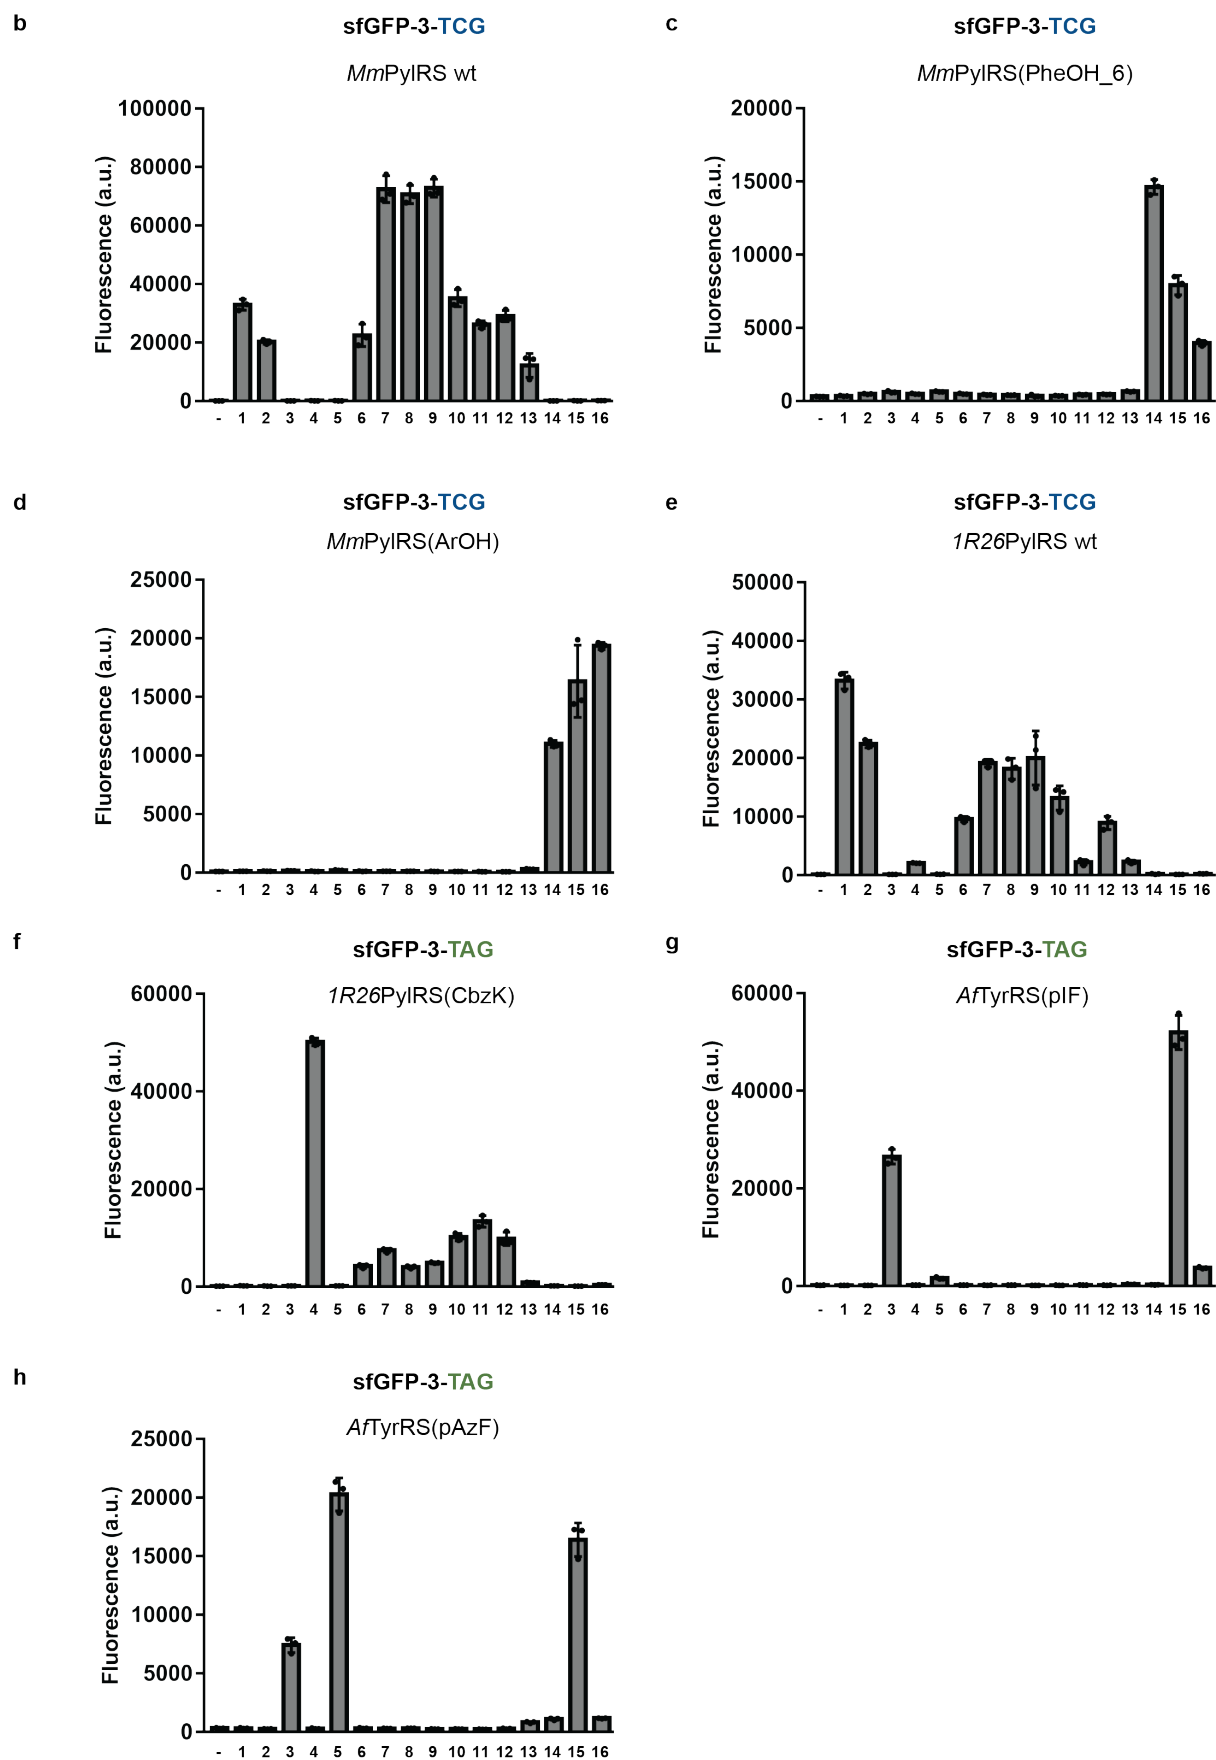 b
sfGFP-3-TCG
MmPylRS wt
Fluorescence (a.u.)
100000
80000
60000
40000
20000
0
- 1 2 3 4 5 6 7 8 9 10 11 12 13 14 15 16
c
sfGFP-3-TCG
MmPylRS(PheOH_6)
Fluorescence (a.u.)
20000
15000
10000
5000
0
- 1 2 3 4 5 6 7 8 9 10 11 12 13 14 15 16
d
sfGFP-3-TCG
MmPylRS(ArOH)
Fluorescence (a.u.)
25000
20000
15000
10000
5000
0
- 1 2 3 4 5 6 7 8 9 10 11 12 13 14 15 16
e
sfGFP-3-TCG
1R26PylRS wt
Fluorescence (a.u.)
50000
40000
30000
20000
10000
0
- 1 2 3 4 5 6 7 8 9 10 11 12 13 14 15 16
f
sfGFP-3-TAG
1R26PylRS(CbzK)
Fluorescence (a.u.)
60000
40000
20000
0
- 1 2 3 4 5 6 7 8 9 10 11 12 13 14 15 16
g
sfGFP-3-TAG
AfTyrRS(pIF)
Fluorescence (a.u.)
60000
40000
20000
0
- 1 2 3 4 5 6 7 8 9 10 11 12 13 14 15 16
h
sfGFP-3-TAG
AfTyrRS(pAzF)
Fluorescence (a.u.)
25000
20000
15000
10000
5000
0
- 1 2 3 4 5 6 7 8 9 10 11 12 13 14 15 16